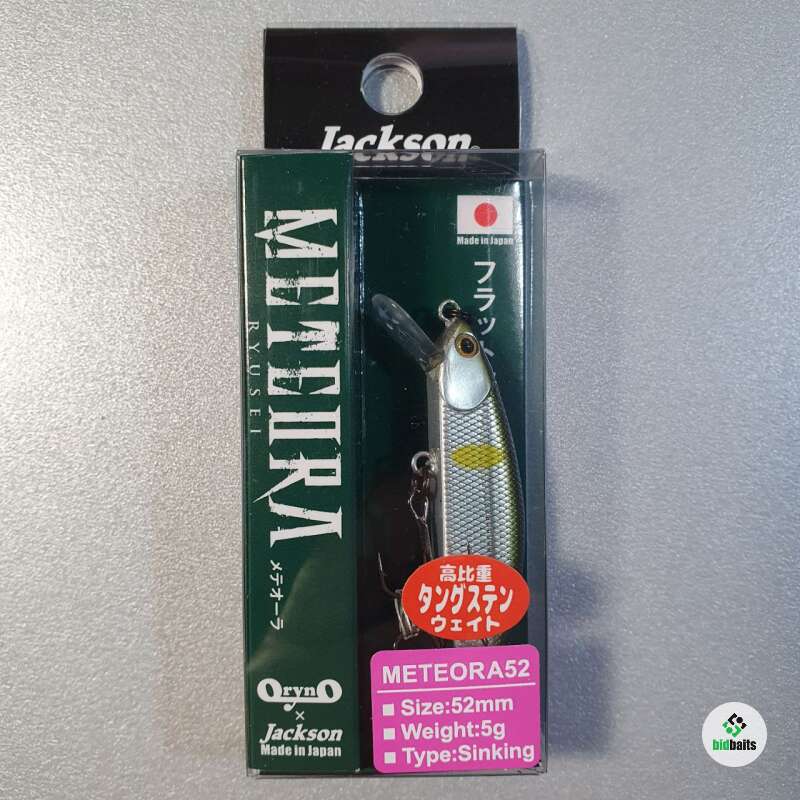 Jackson
METEORA
RYUSEI
メテオーラ
Made in Japan
フラット
高比重
タングステン
ウェイト
METEORA52
Size:52mm
Weight:5g
Type:Sinking
OrynO
×
Jackson
Made in Japan
bidbaits